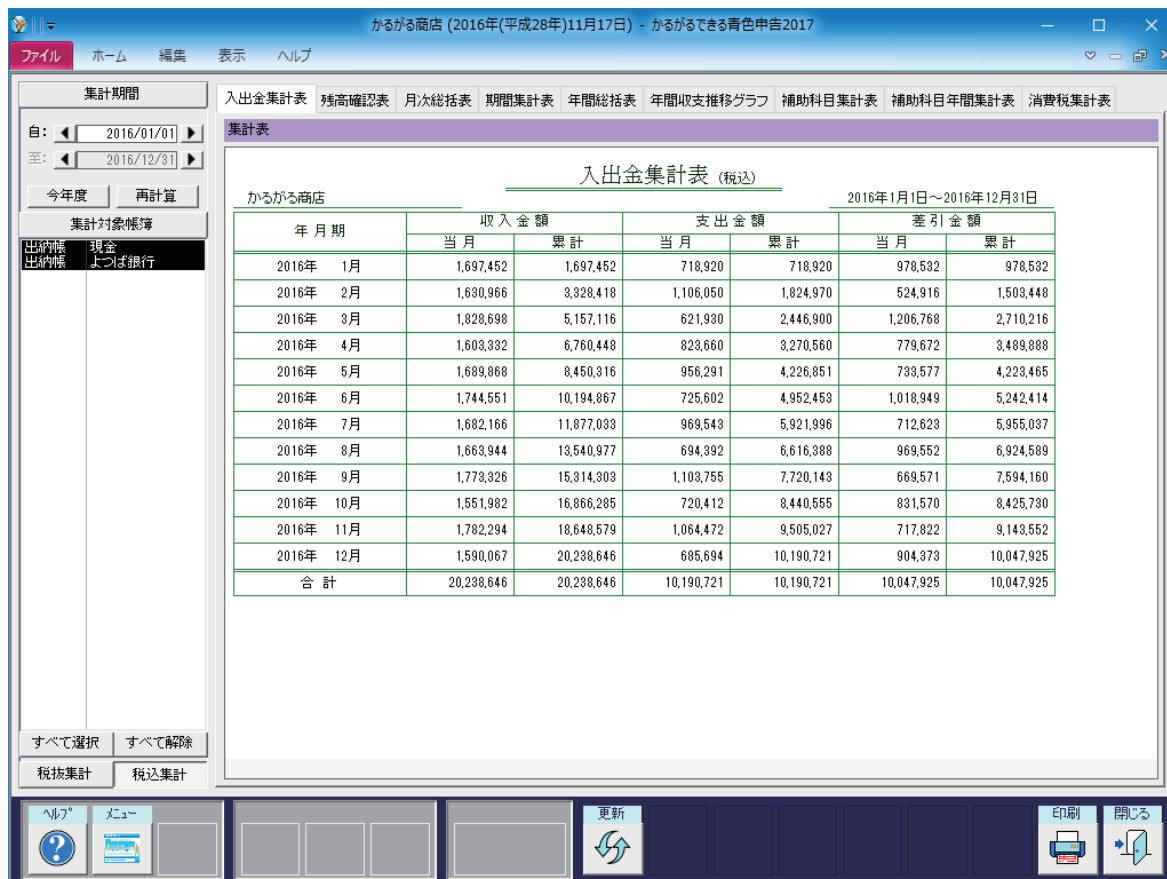 かるがる商店 (2016年(平成28年)11月17日) - かるがるできる青色申告2017
ファイル ホーム 編集 表示 ヘルプ
集計期間
自: 2016/01/01
至: 2016/12/31
今年度 再計算
集計対象帳簿
出納帳 現金
出納帳 よつば銀行
すべて選択 すべて解除
税抜集計 税込集計
入出金集計表 残高確認表 月次総括表 期間集計表 年間総括表 年間収支推移グラフ 補助科目集計表 補助科目年間集計表 消費税集計表
集計表
入出金集計表 (税込)
かるがる商店 2016年1月1日~2016年12月31日
年月期 収入金額 支出金額 差引金額
当月 累計 当月 累計 当月 累計
2016年 1月 1,697,452 1,697,452 718,920 718,920 978,532 978,532
2016年 2月 1,630,966 3,328,418 1,106,050 1,824,970 524,916 1,503,448
2016年 3月 1,828,698 5,157,116 621,930 2,446,900 1,206,768 2,710,216
2016年 4月 1,603,332 6,760,448 823,660 3,270,560 779,672 3,489,888
2016年 5月 1,689,868 8,450,316 956,291 4,226,851 733,577 4,223,465
2016年 6月 1,744,551 10,194,867 725,602 4,952,453 1,018,949 5,242,414
2016年 7月 1,682,166 11,877,033 969,543 5,921,996 712,623 5,955,037
2016年 8月 1,663,944 13,540,977 694,392 6,616,388 969,552 6,924,589
2016年 9月 1,773,326 15,314,303 1,103,755 7,720,143 669,571 7,594,160
2016年 10月 1,551,982 16,866,285 720,412 8,440,555 831,570 8,425,730
2016年 11月 1,782,294 18,648,579 1,064,472 9,505,027 717,822 9,143,552
2016年 12月 1,590,067 20,238,646 685,694 10,190,721 904,373 10,047,925
合計 20,238,646 20,238,646 10,190,721 10,190,721 10,047,925 10,047,925
ヘルプ メニュー 更新 印刷 閉じる